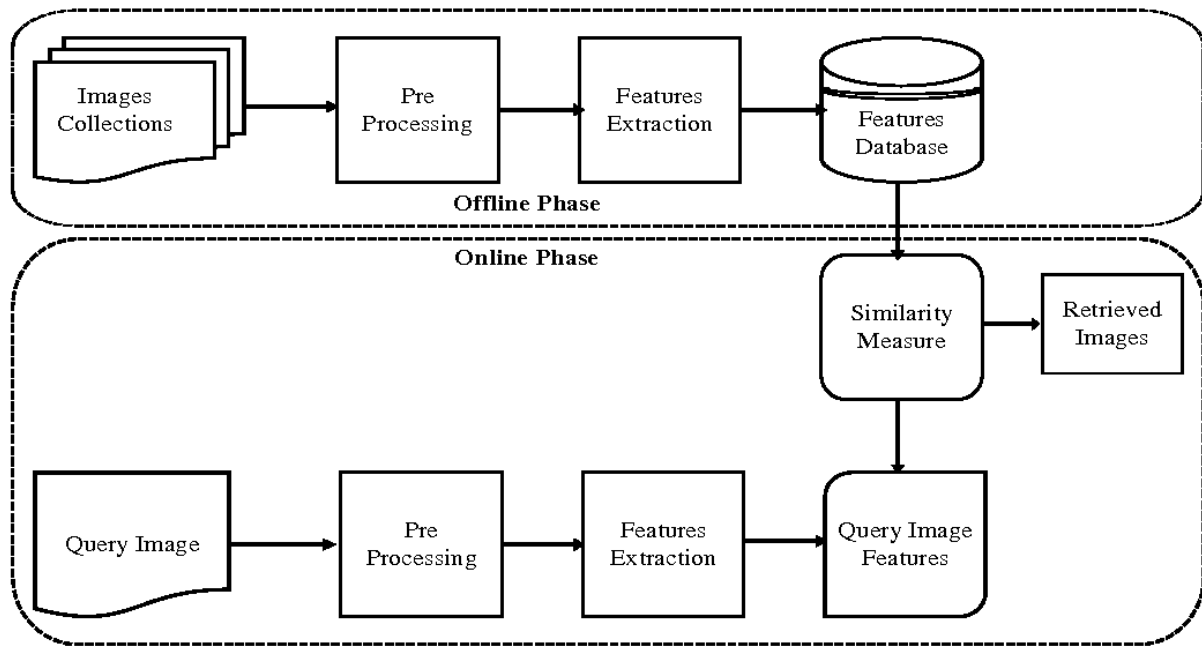 Images
Collections
Pre
Processing
Features
Extraction
Features
Database
Offline Phase
Online Phase
Similarity
Measure
Retrieved
Images
Query Image
Pre
Processing
Features
Extraction
Query Image
Features